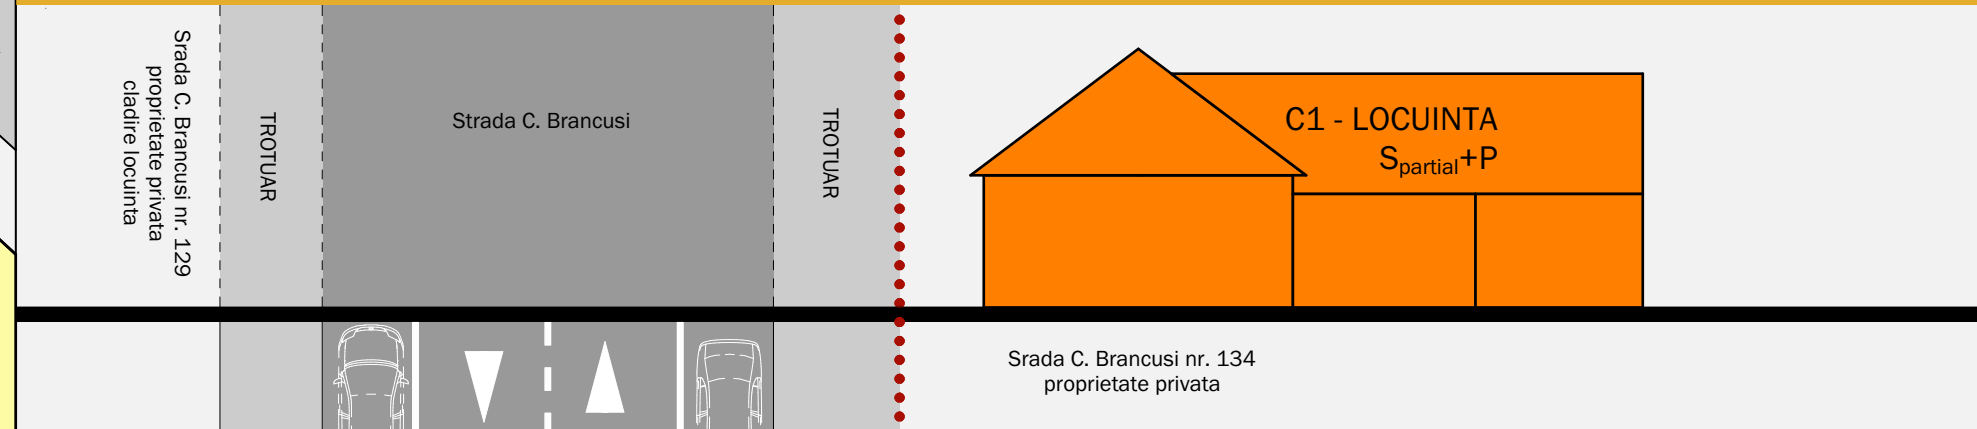 Srada C. Brancusi nr. 129
proprietate privata
cladire locuinta
TROTUAR
Strada C. Brancusi
TROTUAR
C1 - LOCUINTA
Spartial+P
Srada C. Brancusi nr. 134
proprietate privata